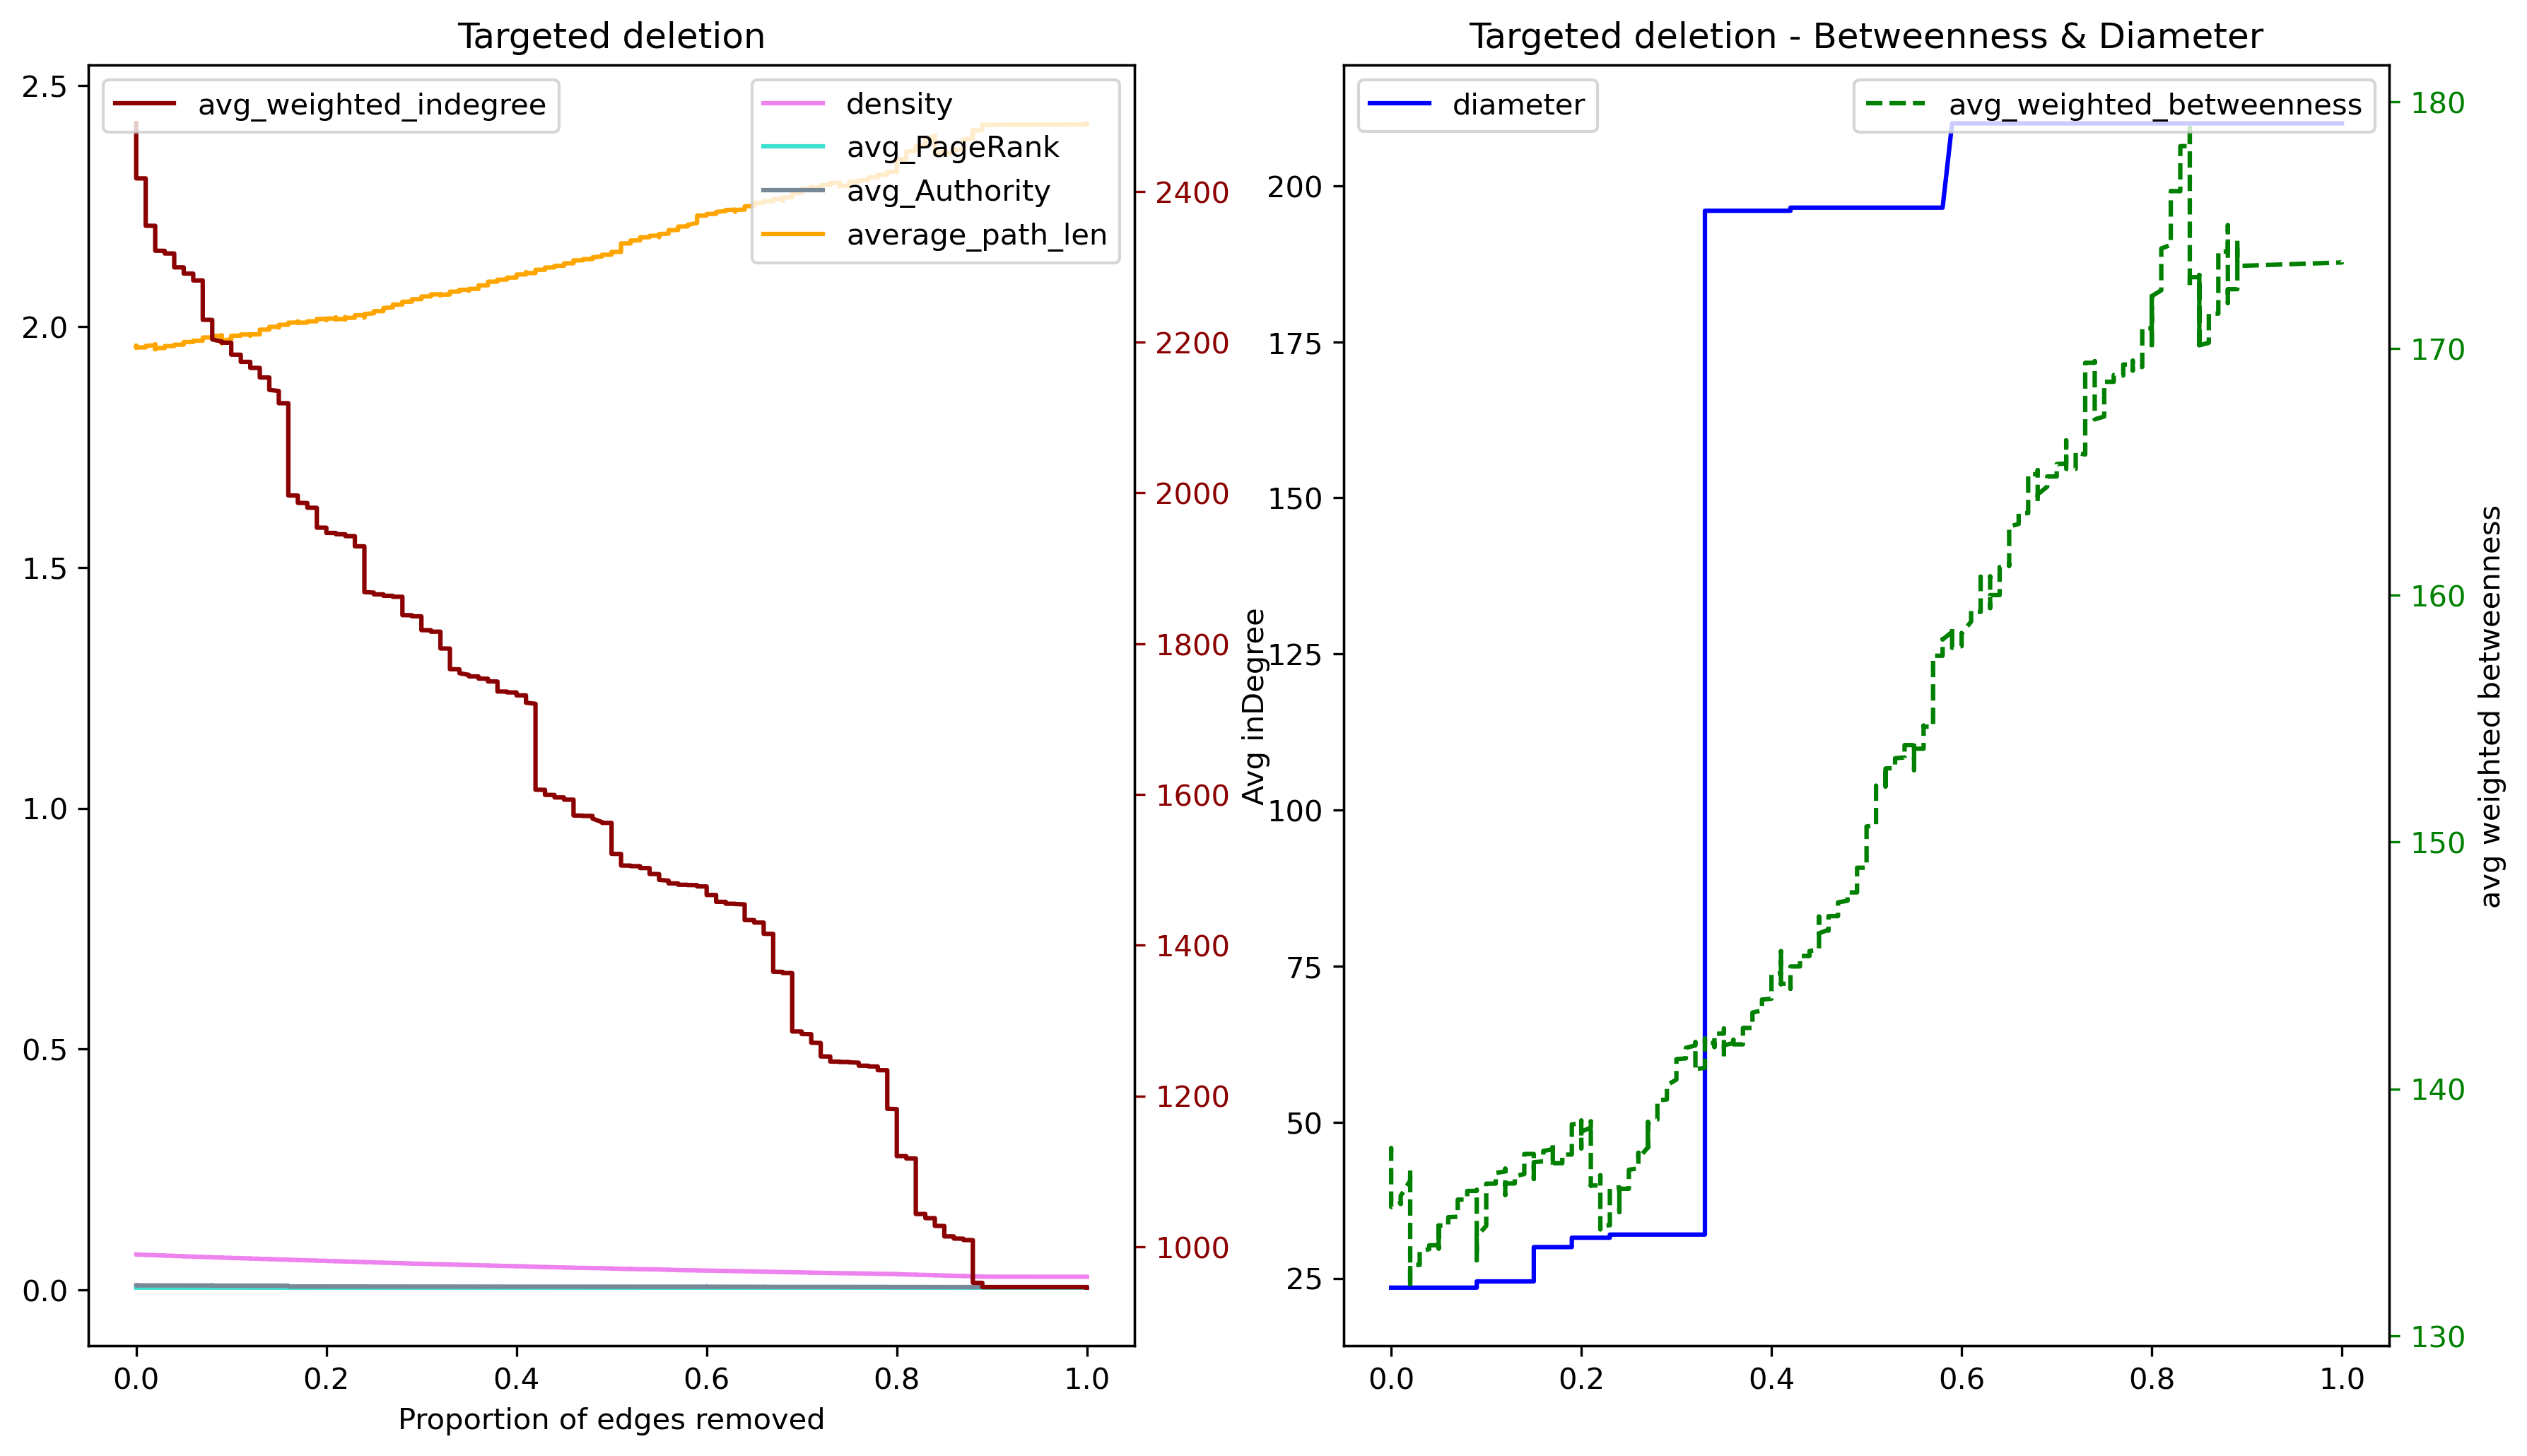 Targeted deletion
avg_weighted_indegree
density
avg_PageRank
avg_Authority
average_path_len
2.5
2.0
1.5
1.0
0.5
0.0
2400
2200
2000
1800
1600
1400
1200
1000
Avg inDegree
0.0 0.2 0.4 0.6 0.8 1.0
Proportion of edges removed
Targeted deletion - Betweenness & Diameter
diameter
avg_weighted_betweenness
200
175
150
125
100
75
50
25
180
170
160
150
140
130
avg weighted betweenness
0.0 0.2 0.4 0.6 0.8 1.0